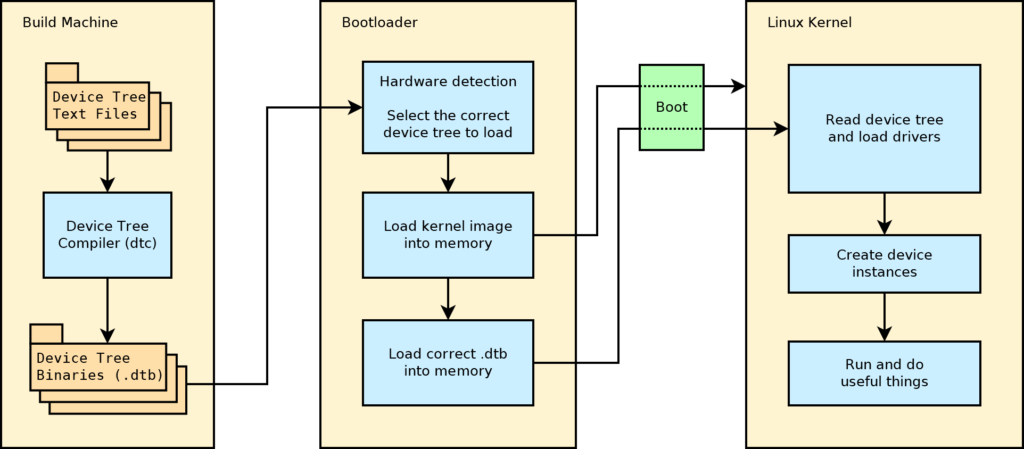 Build Machine
Device Tree
Text Files
Device Tree
Compiler (dtc)
Device Tree
Binaries (.dtb)
Bootloader
Hardware detection
Select the correct
device tree to load
Load kernel image
into memory
Load correct .dtb
into memory
Boot
Linux Kernel
Read device tree
and load drivers
Create device
instances
Run and do
useful things